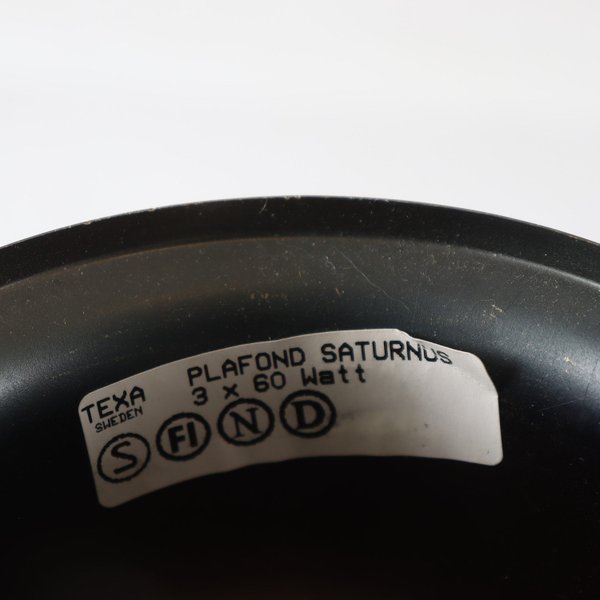 TEXA PLAFOND SATURNUS
SWEDEN 3 x 60 Watt
S FI N D